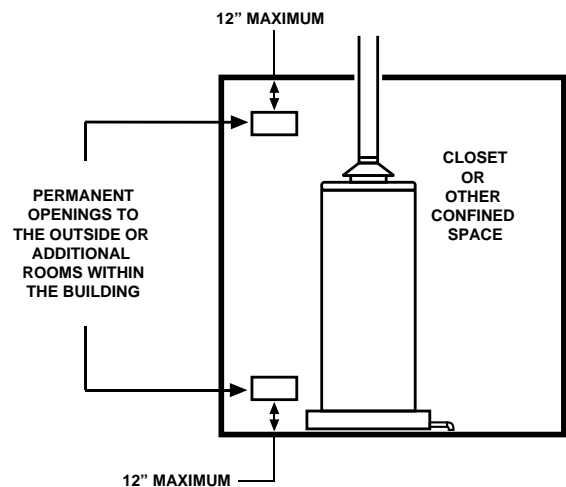 12” MAXIMUM
CLOSET
OR
OTHER
CONFINED
SPACE
PERMANENT
OPENINGS TO
THE OUTSIDE OR
ADDITIONAL
ROOMS WITHIN
THE BUILDING
12” MAXIMUM